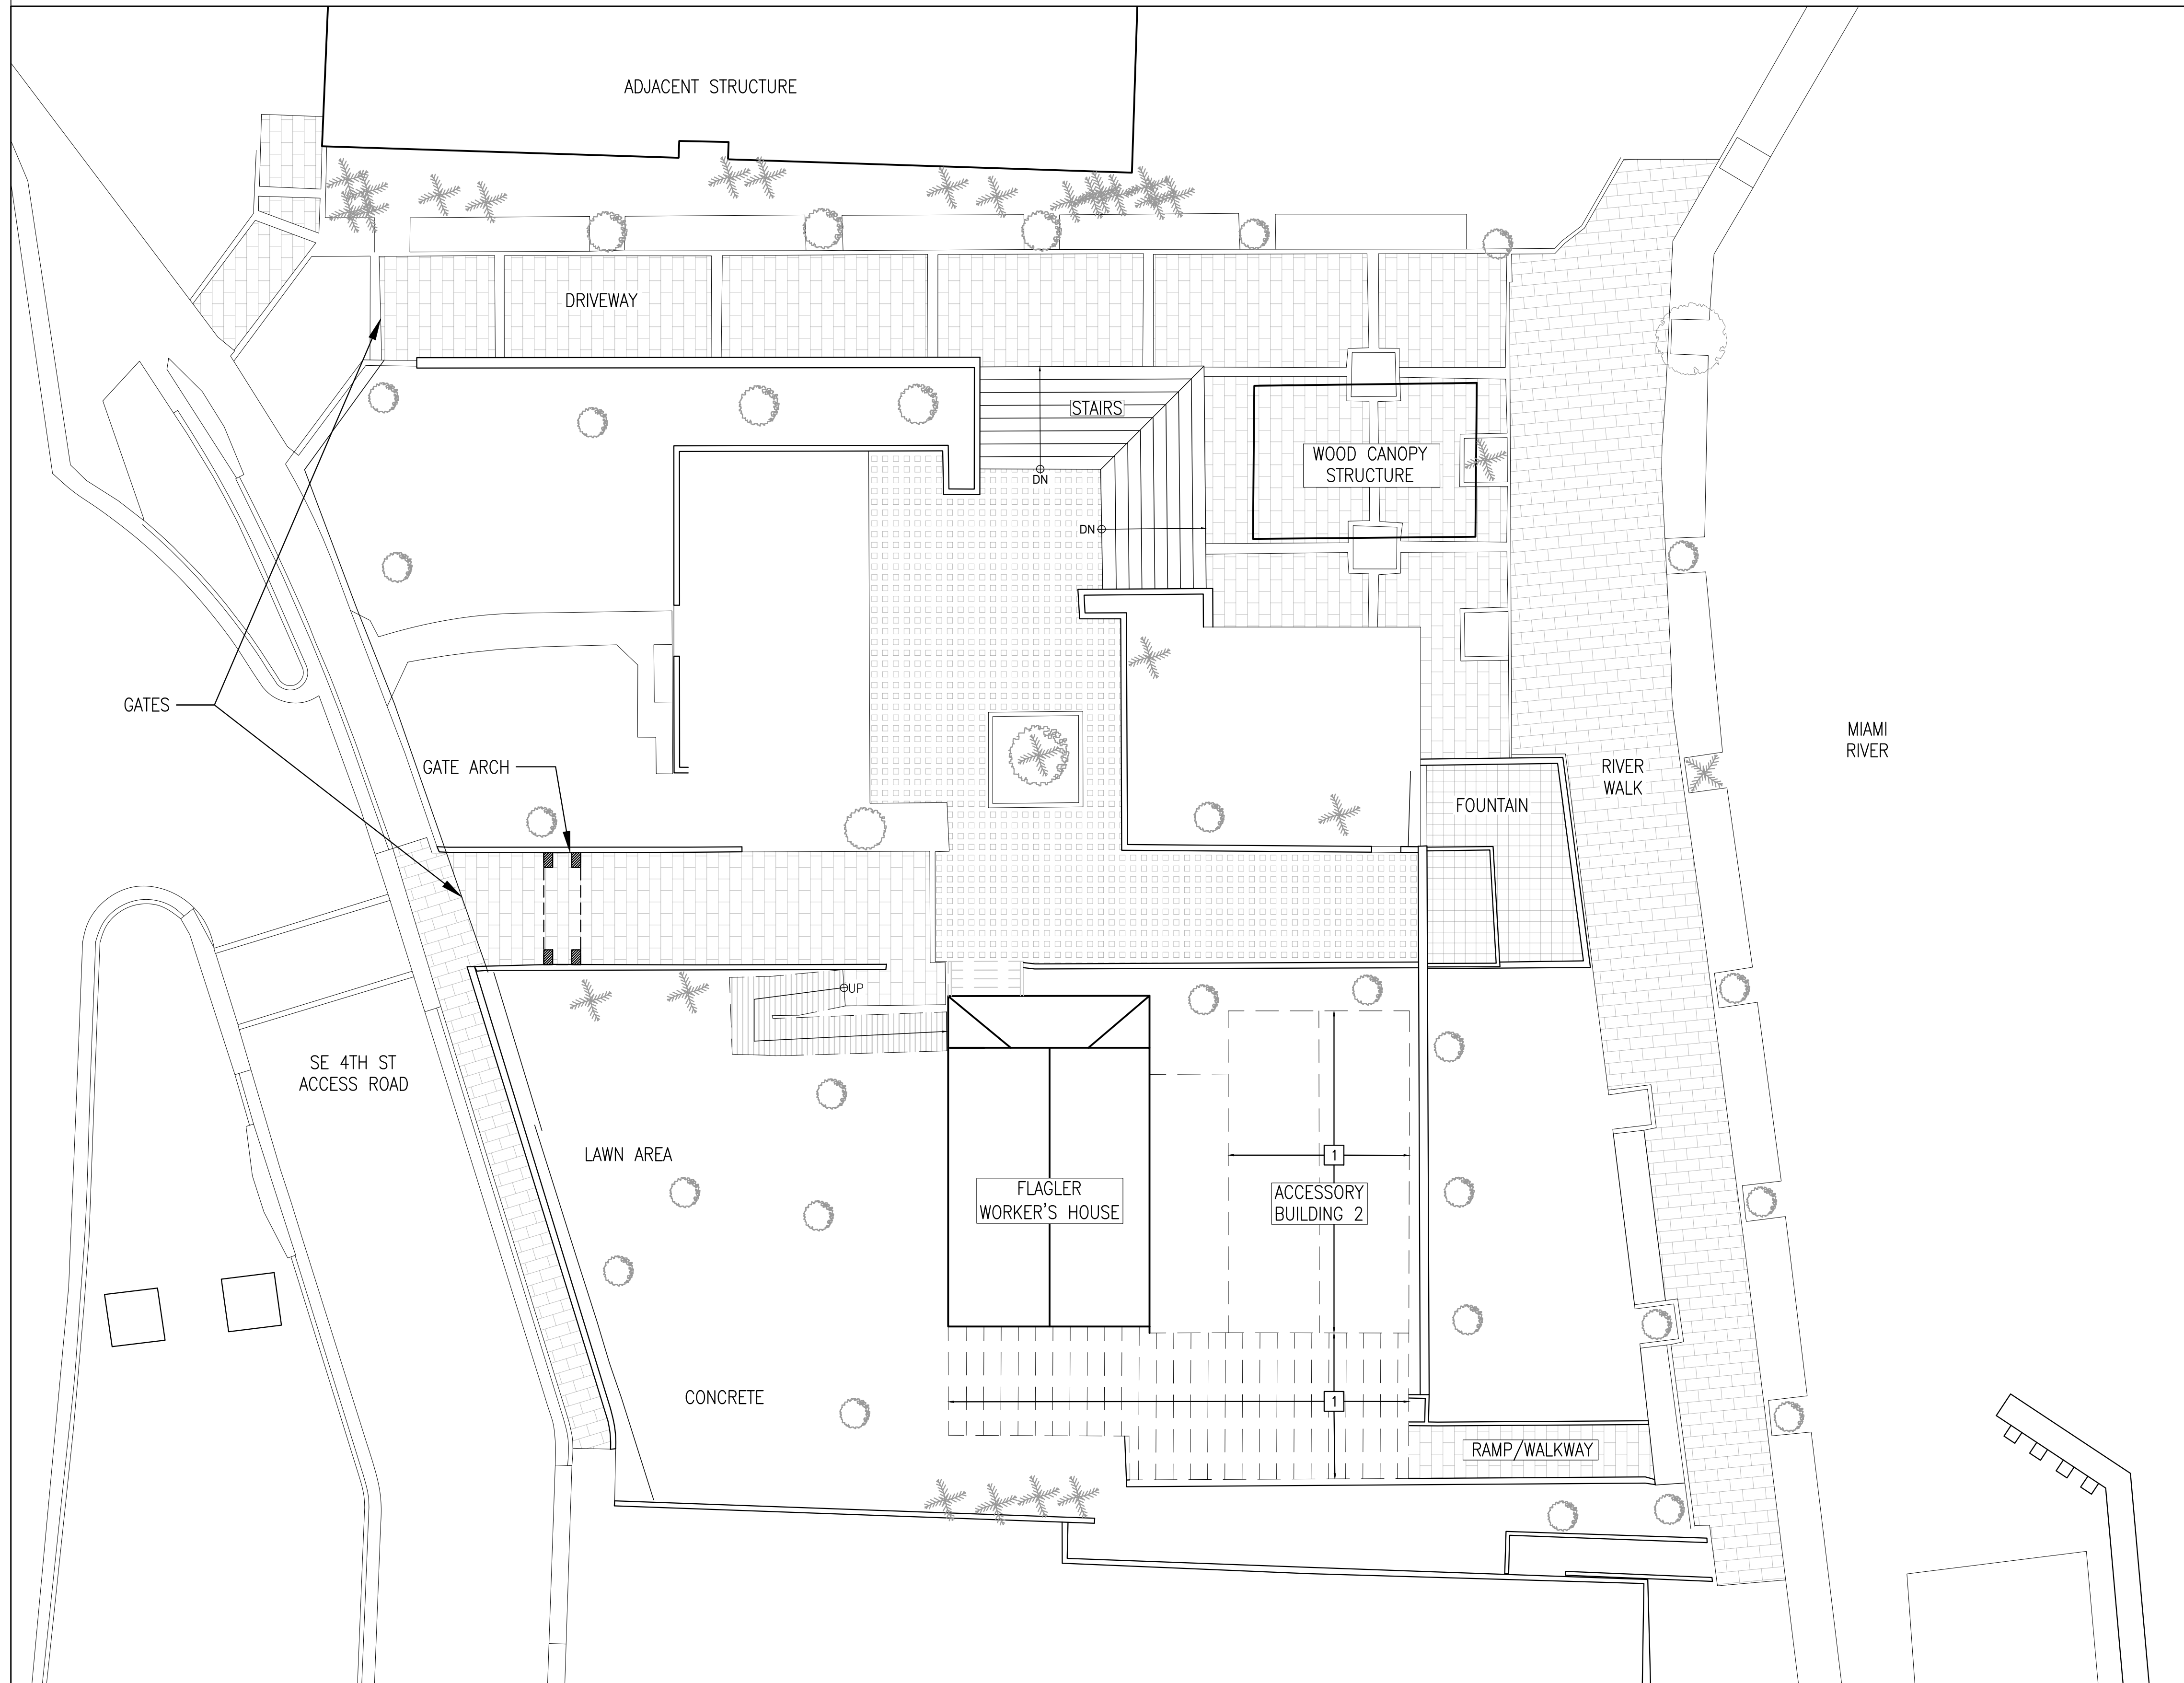 ADJACENT STRUCTURE
DRIVEWAY
STAIRS
WOOD CANOPY
STRUCTURE
DN
DN
GATES
GATE ARCH
MIAMI
RIVER
RIVER
WALK
FOUNTAIN
UP
SE 4TH ST
ACCESS ROAD
LAWN AREA
1
FLAGLER
WORKER'S HOUSE
ACCESSORY
BUILDING 2
CONCRETE
1
RAMP/WALKWAY